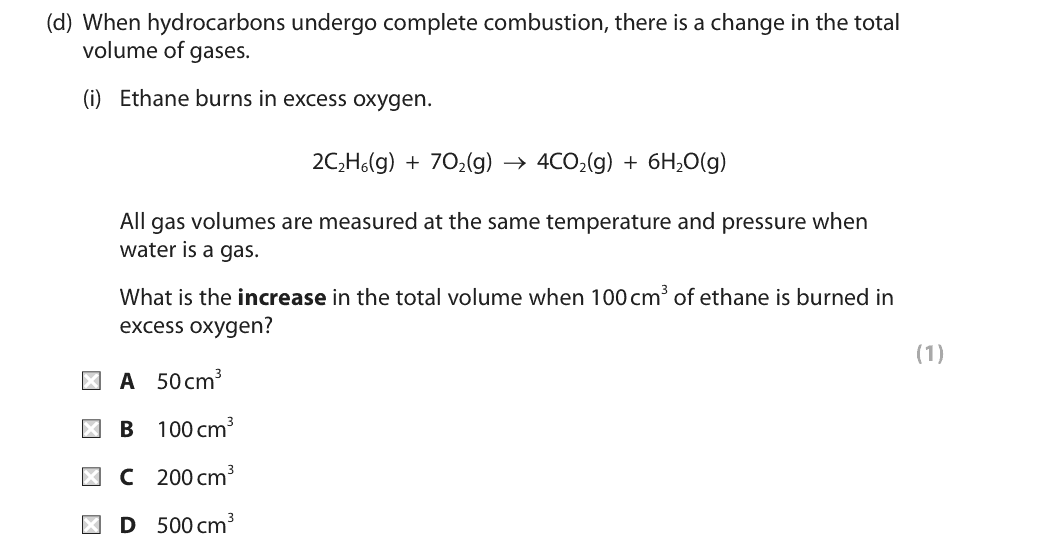 (d) When hydrocarbons undergo complete combustion, there is a change in the total
volume of gases.
(i) Ethane burns in excess oxygen.
2C₂H₆(g) + 7O₂(g) → 4CO₂(g) + 6H₂O(g)
All gas volumes are measured at the same temperature and pressure when
water is a gas.
What is the increase in the total volume when 100 cm³ of ethane is burned in
excess oxygen?
(1)
A 50 cm³
B 100 cm³
C 200 cm³
D 500 cm³